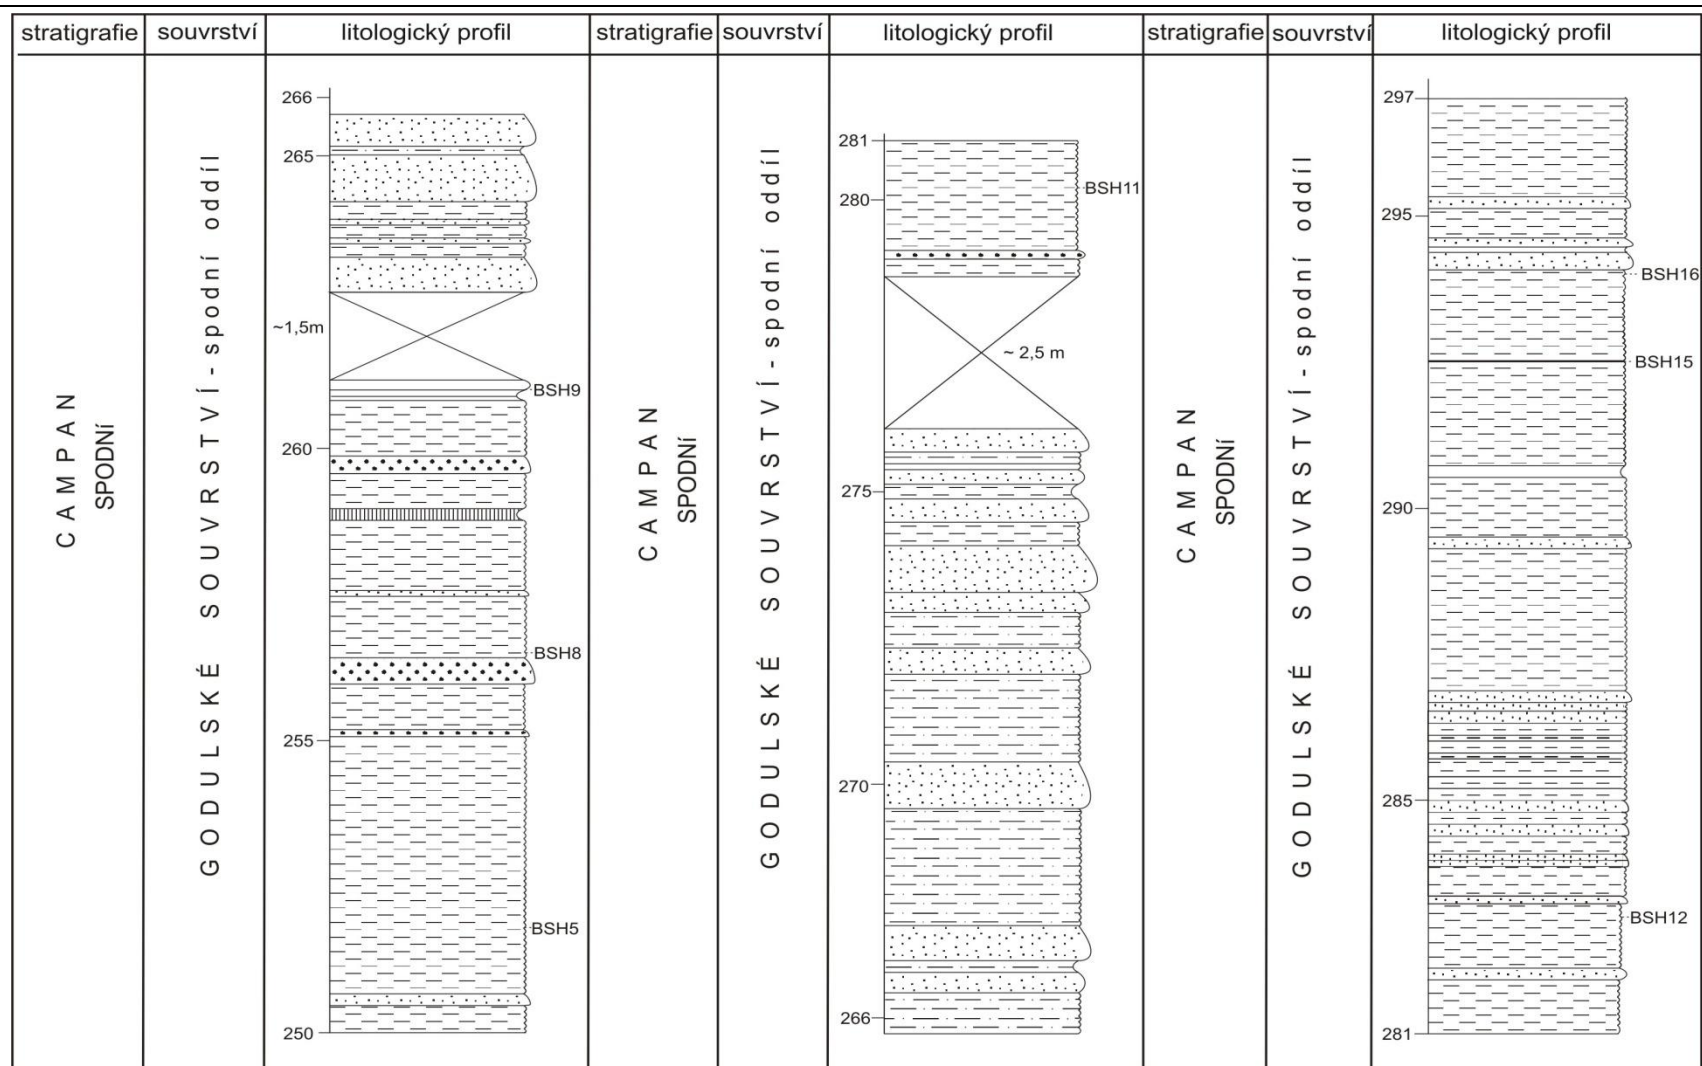 stratigrafie souvrství litologický profil stratigrafie souvrství litologický profil stratigrafie souvrství litologický profil
CAMPAN
SPODNÍ
GODULSKÉ SOUVRSTVÍ - spodní oddíl
266
265
~1,5m
BSH9
260
BSH8
255
BSH5
250
CAMPAN
SPODNÍ
GODULSKÉ SOUVRSTVÍ - spodní oddíl
281
BSH11
280
~ 2,5 m
275
270
266
CAMPAN
SPODNÍ
GODULSKÉ SOUVRSTVÍ - spodní oddíl
297
295
BSH16
BSH15
290
285
BSH12
281